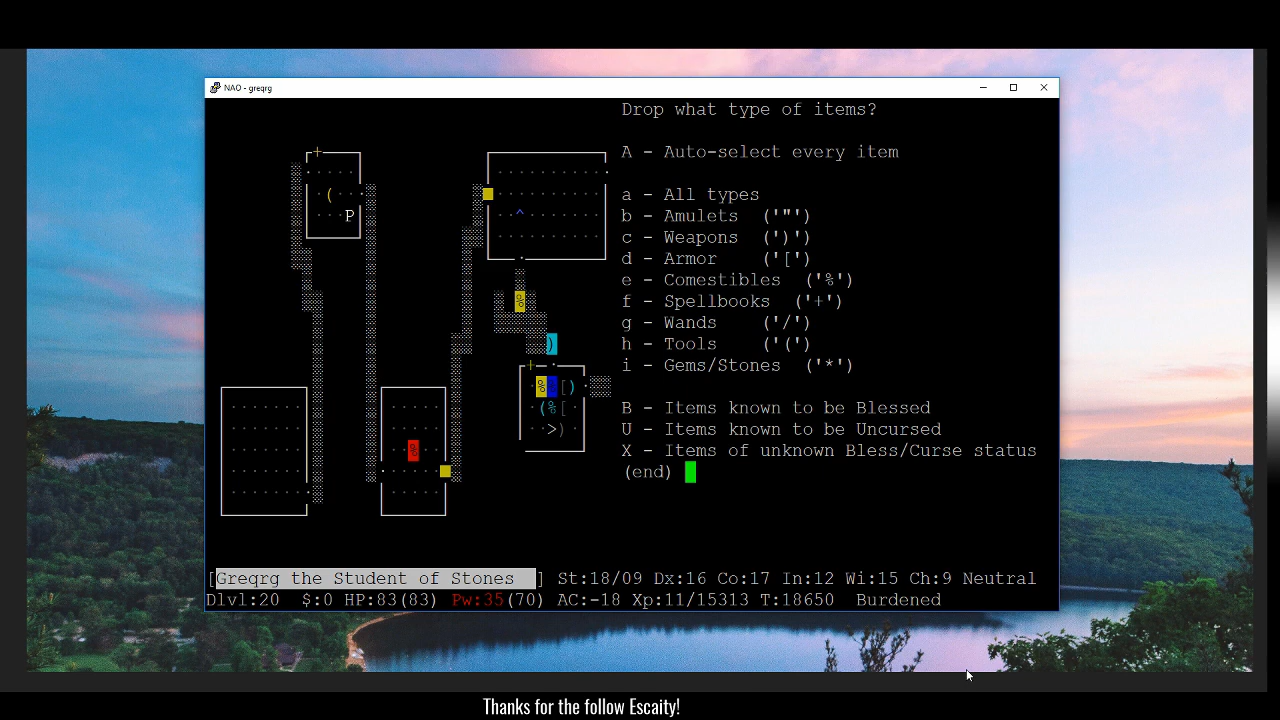 NAO - greqrg
Drop what type of items?
A - Auto-select every item
a - All types
b - Amulets ('"')
c - Weapons (')')
d - Armor ('[')
e - Comestibles ('%')
f - Spellbooks ('+')
g - Wands ('/')
h - Tools ('(')
i - Gems/Stones ('*')
B - Items known to be Blessed
U - Items known to be Uncursed
X - Items of unknown Bless/Curse status
(end)
[Greqrg the Student of Stones ] St:18/09 Dx:16 Co:17 In:12 Wi:15 Ch:9 Neutral
Dlvl:20 $:0 HP:83(83) Pw:35(70) AC:-18 Xp:11/15313 T:18650 Burdened
Thanks for the follow Escaity!